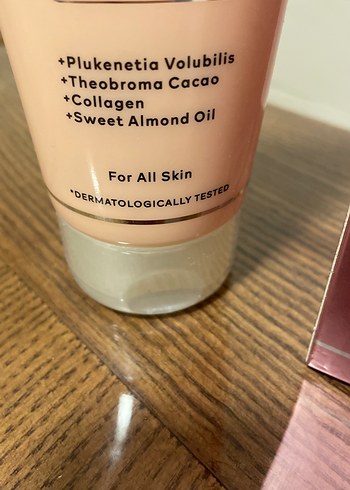 +Plukenetia Volubilis
+Theobroma Cacao
+Collagen
+Sweet Almond Oil
For All Skin
*DERMATOLOGICALLY TESTED